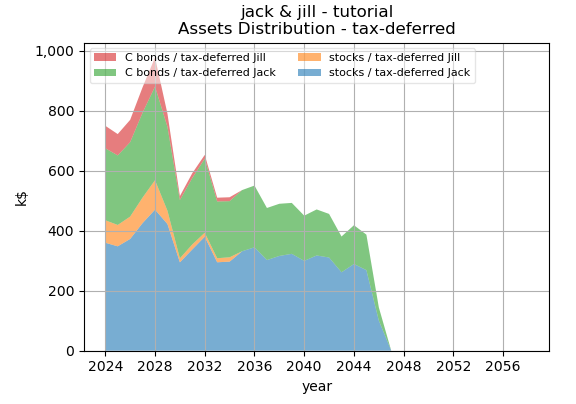 jack & jill - tutorial
Assets Distribution - tax-deferred
C bonds / tax-deferred Jill
C bonds / tax-deferred Jack
stocks / tax-deferred Jill
stocks / tax-deferred Jack
1,000
800
600
400
200
0
k$
2024 2028 2032 2036 2040 2044 2048 2052 2056
year